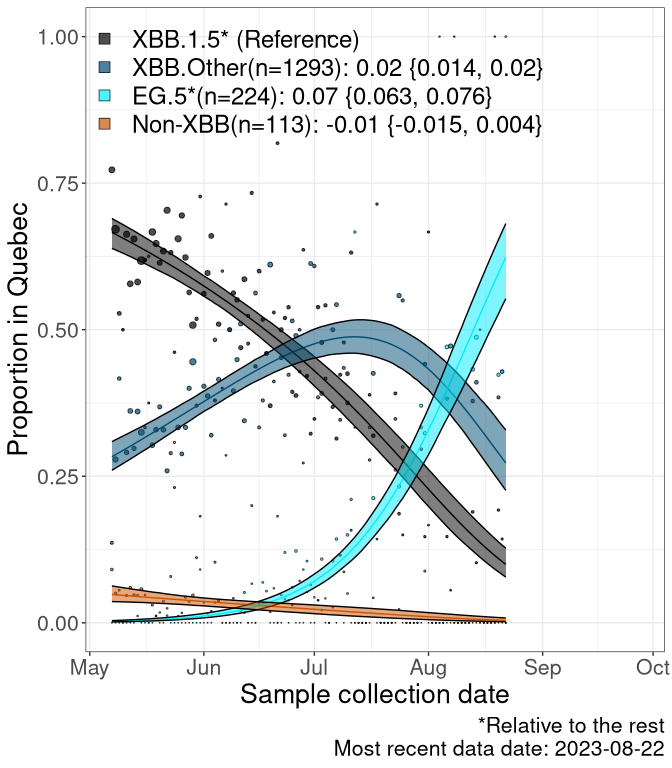 XBB.1.5* (Reference)
XBB.Other(n=1293): 0.02 {0.014, 0.02}
EG.5*(n=224): 0.07 {0.063, 0.076}
Non-XBB(n=113): -0.01 {-0.015, 0.004}
1.00
0.75
0.50
0.25
0.00
Proportion in Quebec
May Jun Jul Aug Sep Oct
Sample collection date
*Relative to the rest
Most recent data date: 2023-08-22